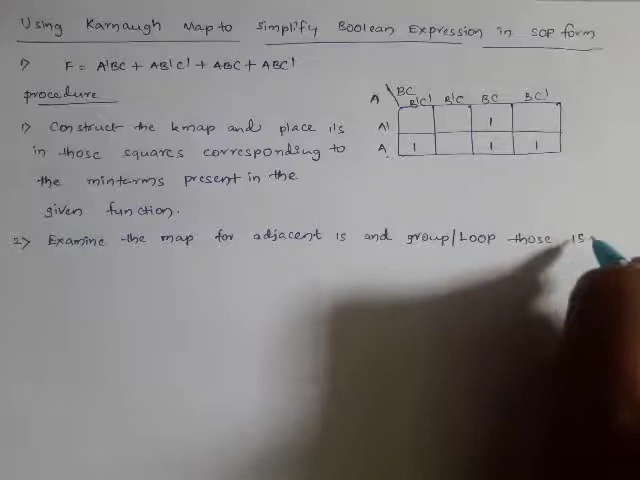 Using Karnaugh Map to simplify Boolean Expression in SOP form
1) F = A'BC + AB'C' + ABC + ABC'
procedure
A \ BC B'C' B'C BC BC'
A' 1
A 1 1 1
1) Construct the kmap and place 1s
in those squares corresponding to
the minterms present in the
given function.
2) Examine the map for adjacent 1s and group/Loop those 1s